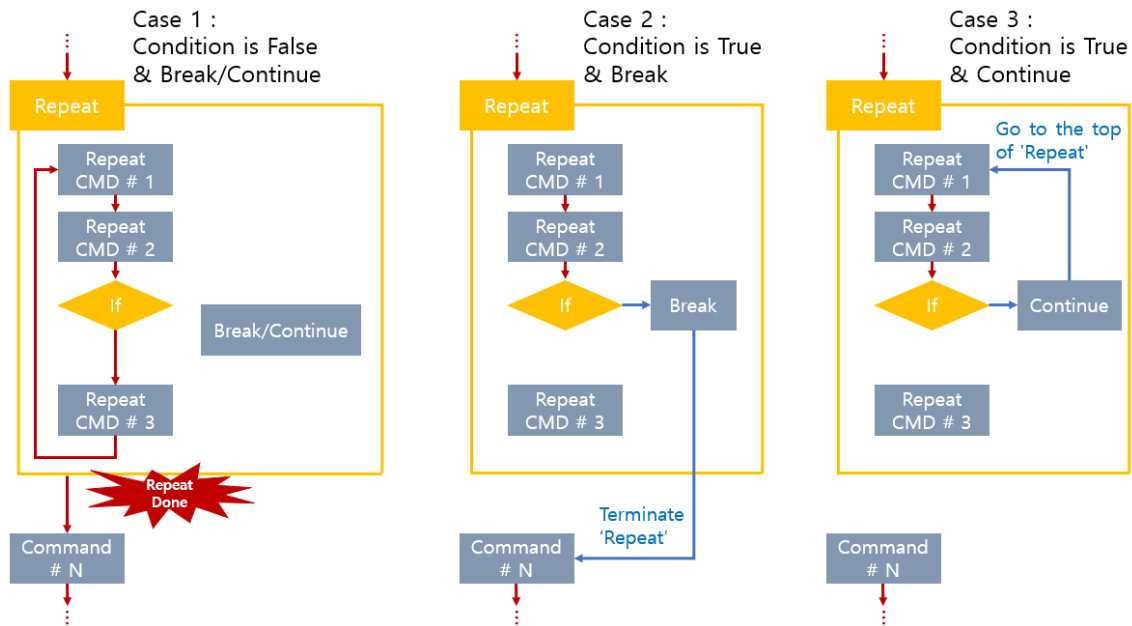 Case 1 :
Condition is False
& Break/Continue
Repeat
Repeat
CMD # 1
Repeat
CMD # 2
If
Break/Continue
Repeat
CMD # 3
Repeat
Done
Command
# N
Case 2 :
Condition is True
& Break
Repeat
Repeat
CMD # 1
Repeat
CMD # 2
If
Break
Repeat
CMD # 3
Terminate
‘Repeat’
Command
# N
Case 3 :
Condition is True
& Continue
Repeat
Go to the top
of 'Repeat'
Repeat
CMD # 1
Repeat
CMD # 2
If
Continue
Repeat
CMD # 3
Command
# N